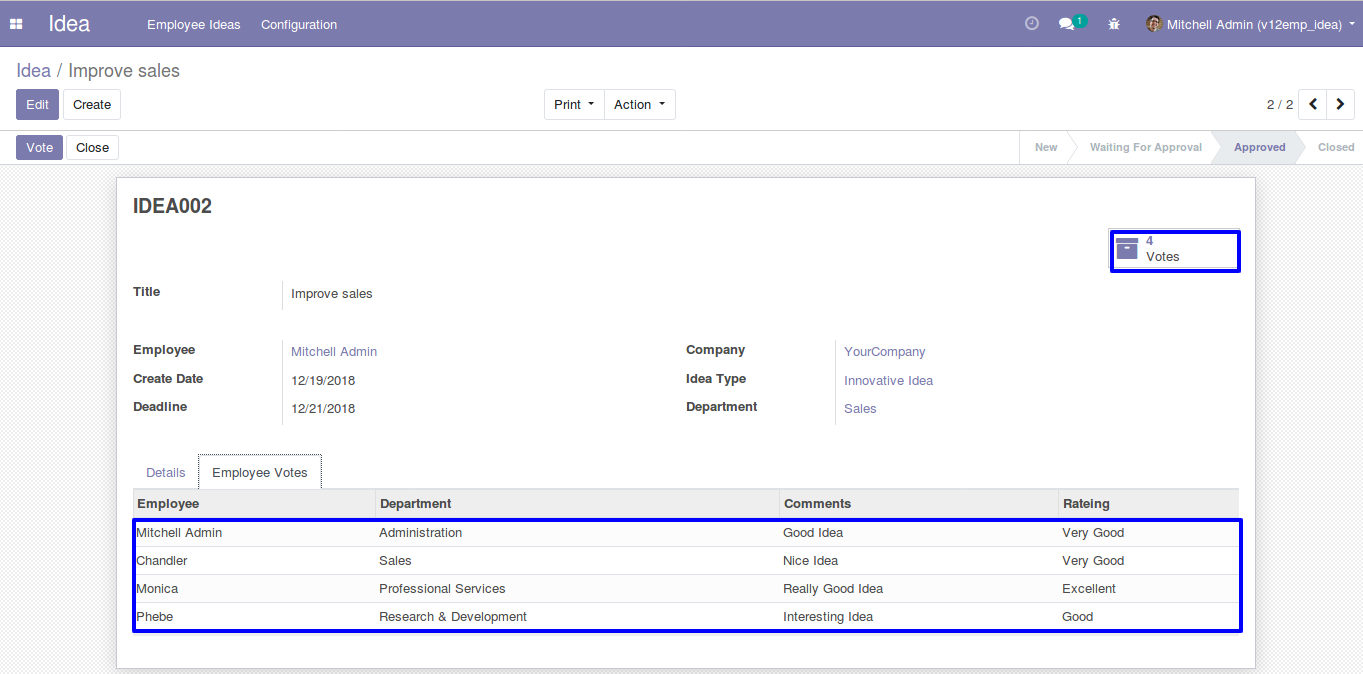 Idea Employee Ideas Configuration 1 Mitchell Admin (v12emp_idea)
Idea / Improve sales
Edit Create Print Action 2 / 2
Vote Close New Waiting For Approval Approved Closed
IDEA002
4
Votes
Title Improve sales
Employee Mitchell Admin Company YourCompany
Create Date 12/19/2018 Idea Type Innovative Idea
Deadline 12/21/2018 Department Sales
Details Employee Votes
Employee Department Comments Rateing
Mitchell Admin Administration Good Idea Very Good
Chandler Sales Nice Idea Very Good
Monica Professional Services Really Good Idea Excellent
Phebe Research & Development Interesting Idea Good